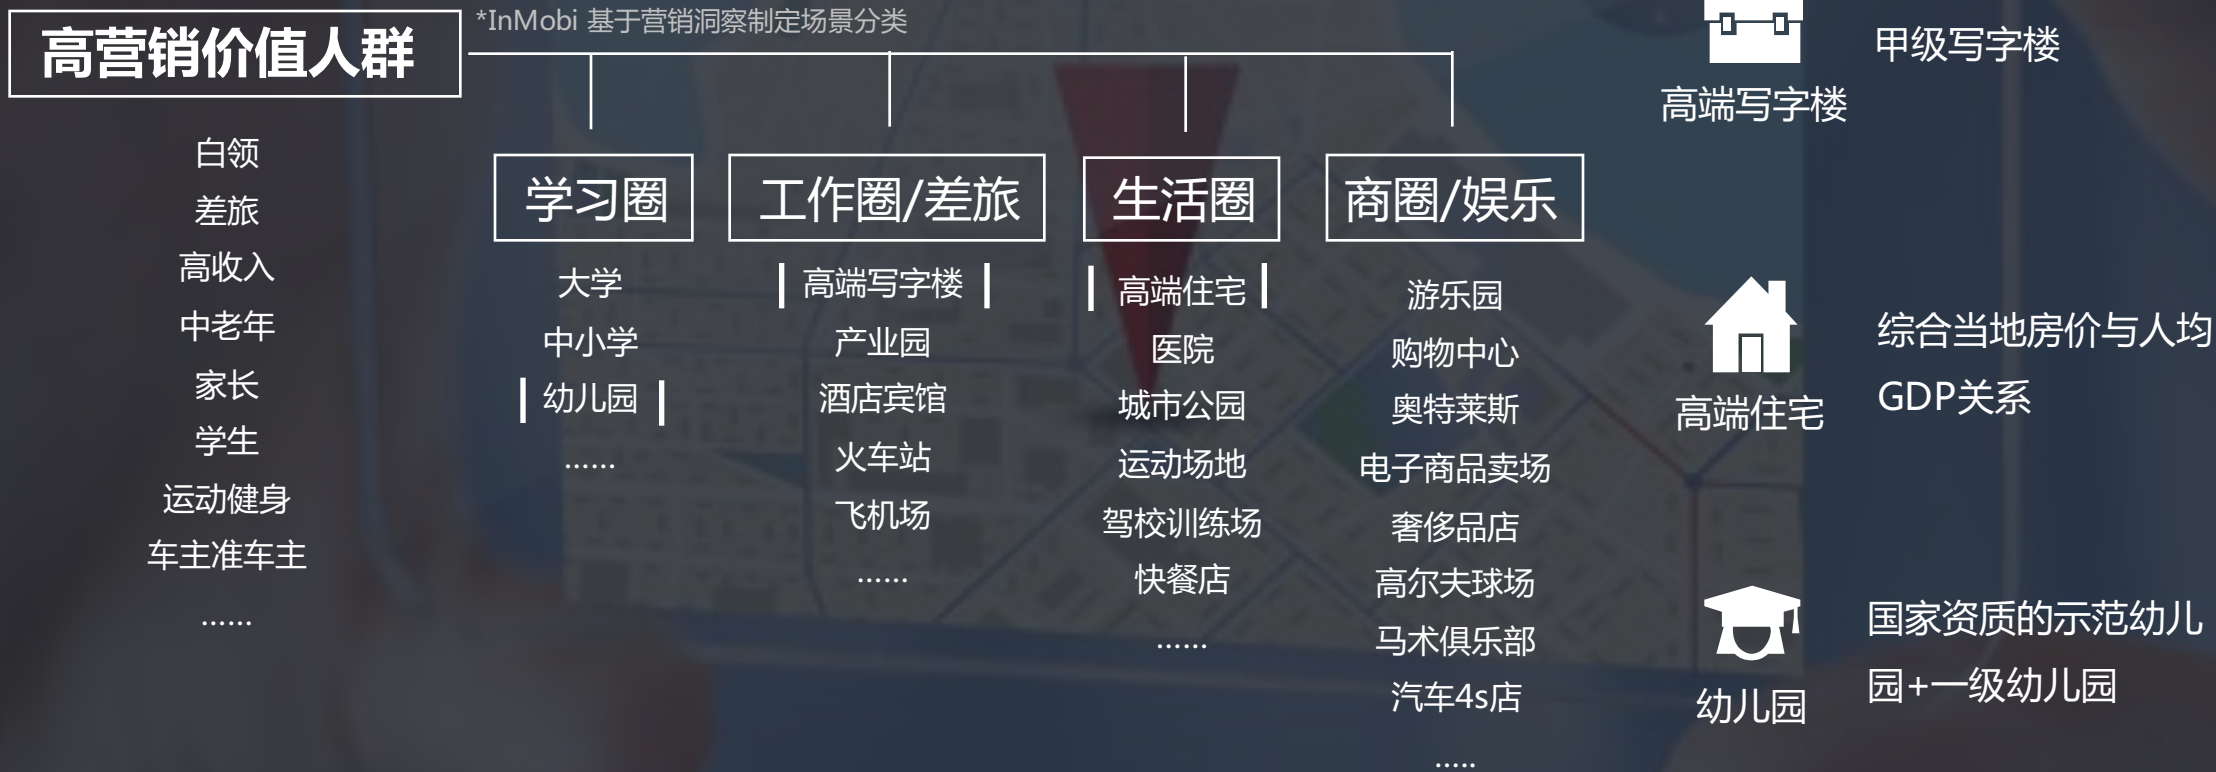 高营销价值人群
*InMobi 基于营销洞察制定场景分类
白领
差旅
高收入
中老年
家长
学生
运动健身
车主准车主
……
学习圈
大学
中小学
幼儿园
……
工作圈/差旅
高端写字楼
产业园
酒店宾馆
火车站
飞机场
……
生活圈
高端住宅
医院
城市公园
运动场地
驾校训练场
快餐店
……
商圈/娱乐
游乐园
购物中心
奥特莱斯
电子商品卖场
奢侈品店
高尔夫球场
马术俱乐部
汽车4s店
.....
高端写字楼
甲级写字楼
高端住宅
综合当地房价与人均
GDP关系
幼儿园
国家资质的示范幼儿
园+一级幼儿园